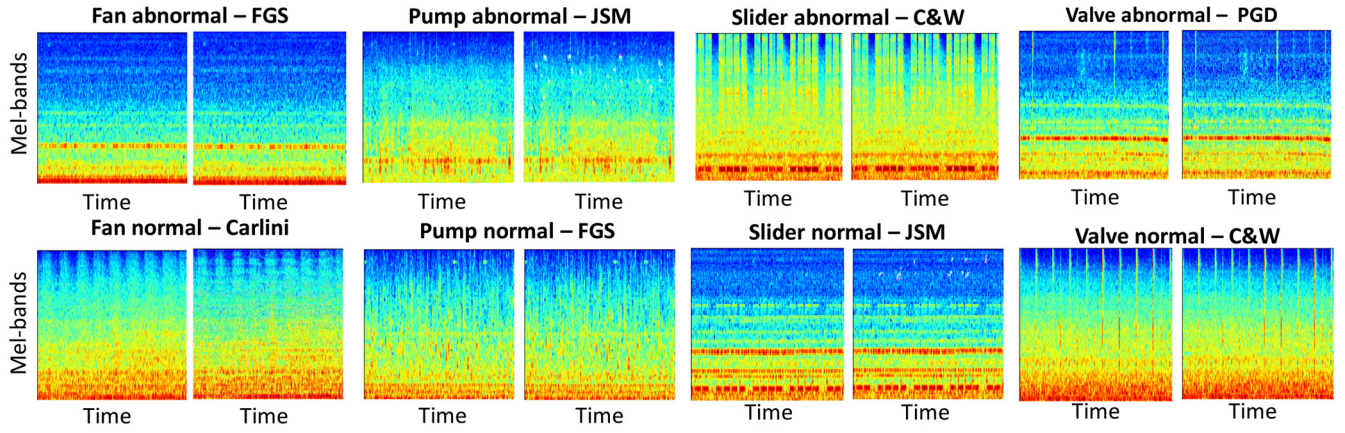 Fan abnormal – FGS
Pump abnormal – JSM
Slider abnormal – C&W
Valve abnormal – PGD
Mel-bands
Time
Time
Time
Time
Time
Time
Time
Time
Fan normal – Carlini
Pump normal – FGS
Slider normal – JSM
Valve normal – C&W
Mel-bands
Time
Time
Time
Time
Time
Time
Time
Time